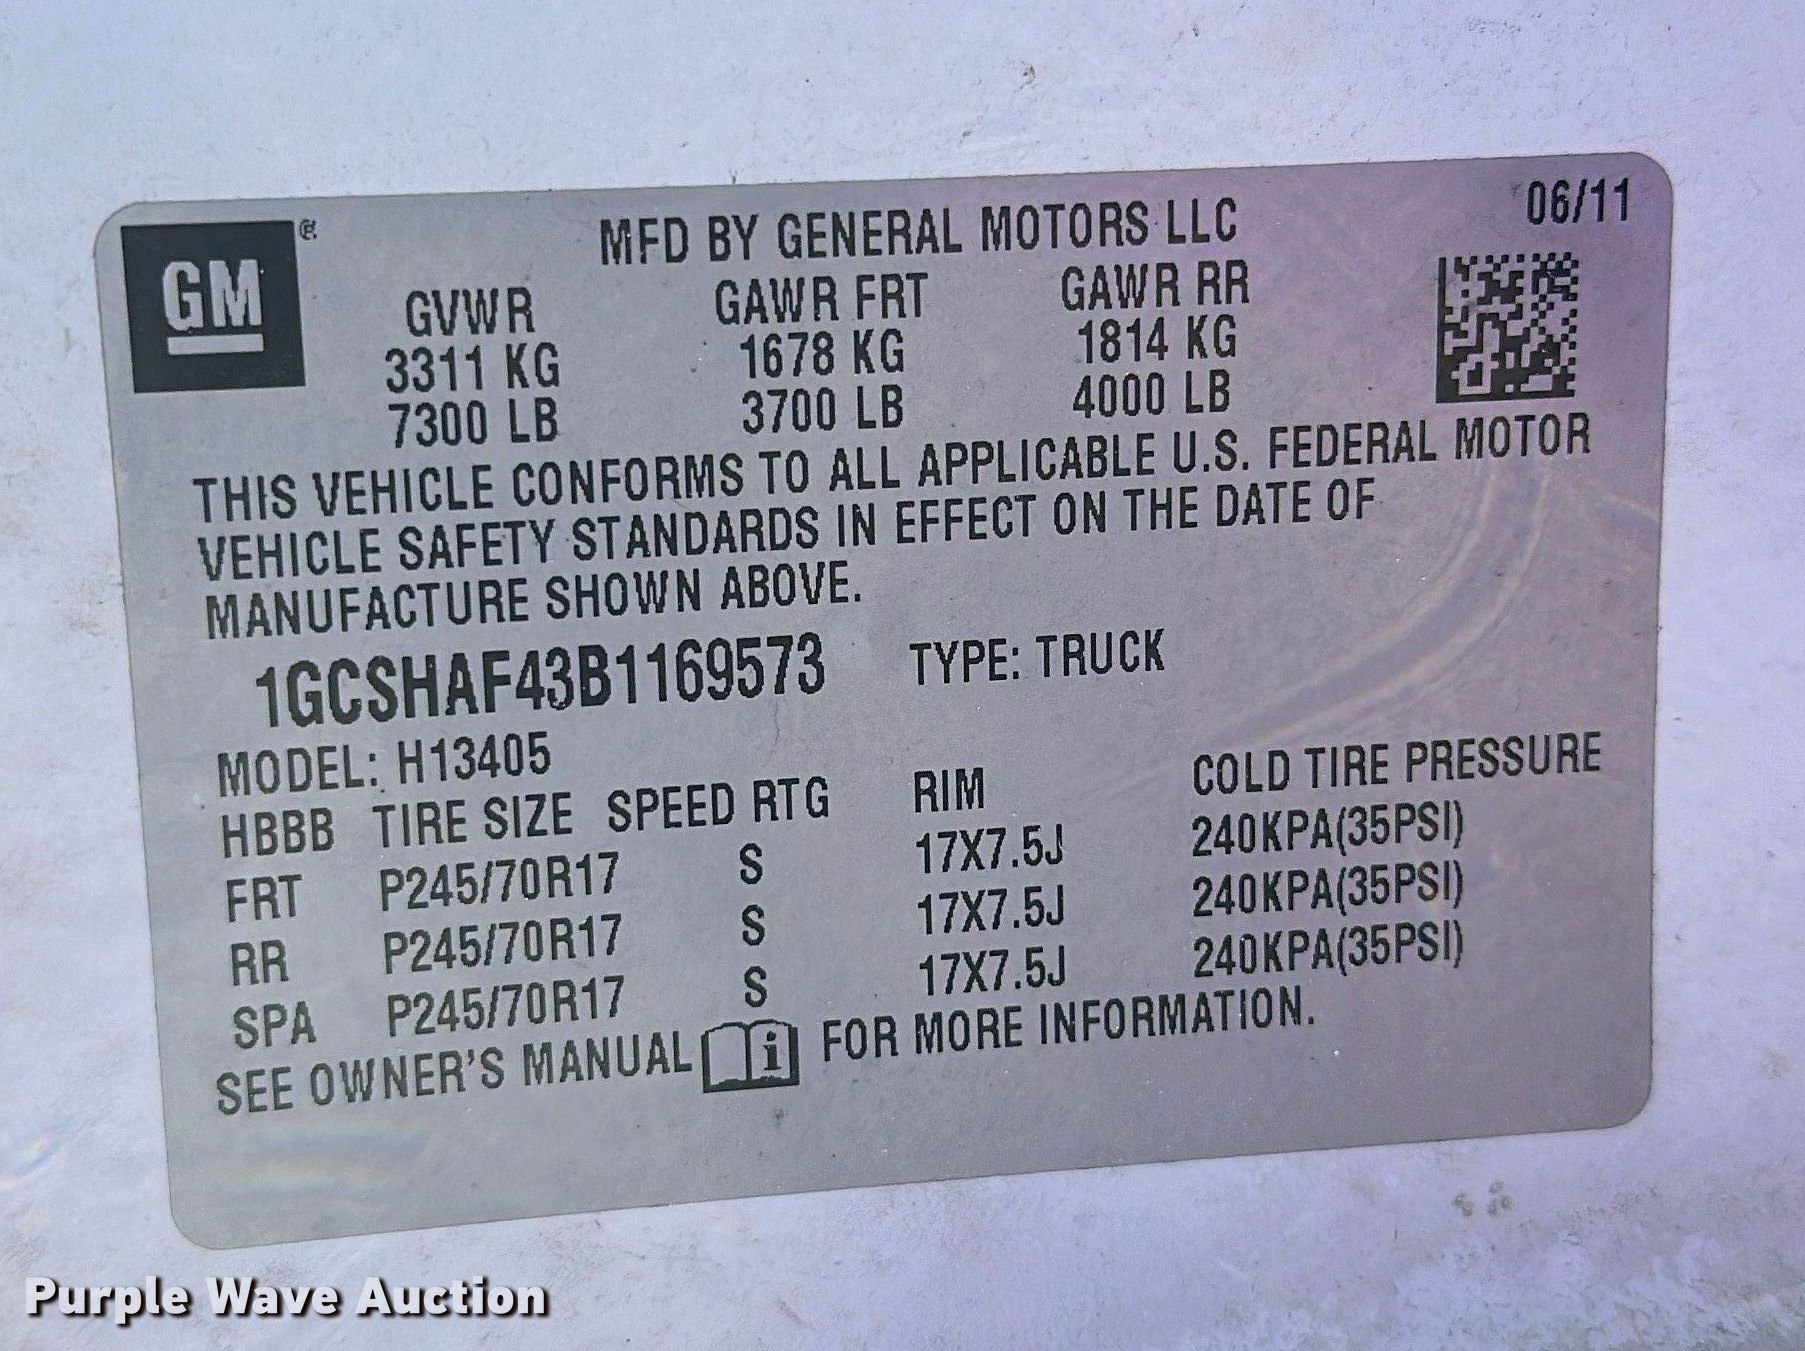 MFD BY GENERAL MOTORS LLC 06/11
GM ®
GVWR GAWR FRT GAWR RR
3311 KG 1678 KG 1814 KG
7300 LB 3700 LB 4000 LB
THIS VEHICLE CONFORMS TO ALL APPLICABLE U.S. FEDERAL MOTOR
VEHICLE SAFETY STANDARDS IN EFFECT ON THE DATE OF
MANUFACTURE SHOWN ABOVE.
1GCSHAF43B1169573 TYPE: TRUCK
MODEL: H13405
HBBB TIRE SIZE SPEED RTG RIM COLD TIRE PRESSURE
FRT P245/70R17 S 17X7.5J 240KPA(35PSI)
RR P245/70R17 S 17X7.5J 240KPA(35PSI)
SPA P245/70R17 S 17X7.5J 240KPA(35PSI)
SEE OWNER'S MANUAL i FOR MORE INFORMATION.
Purple Wave Auction